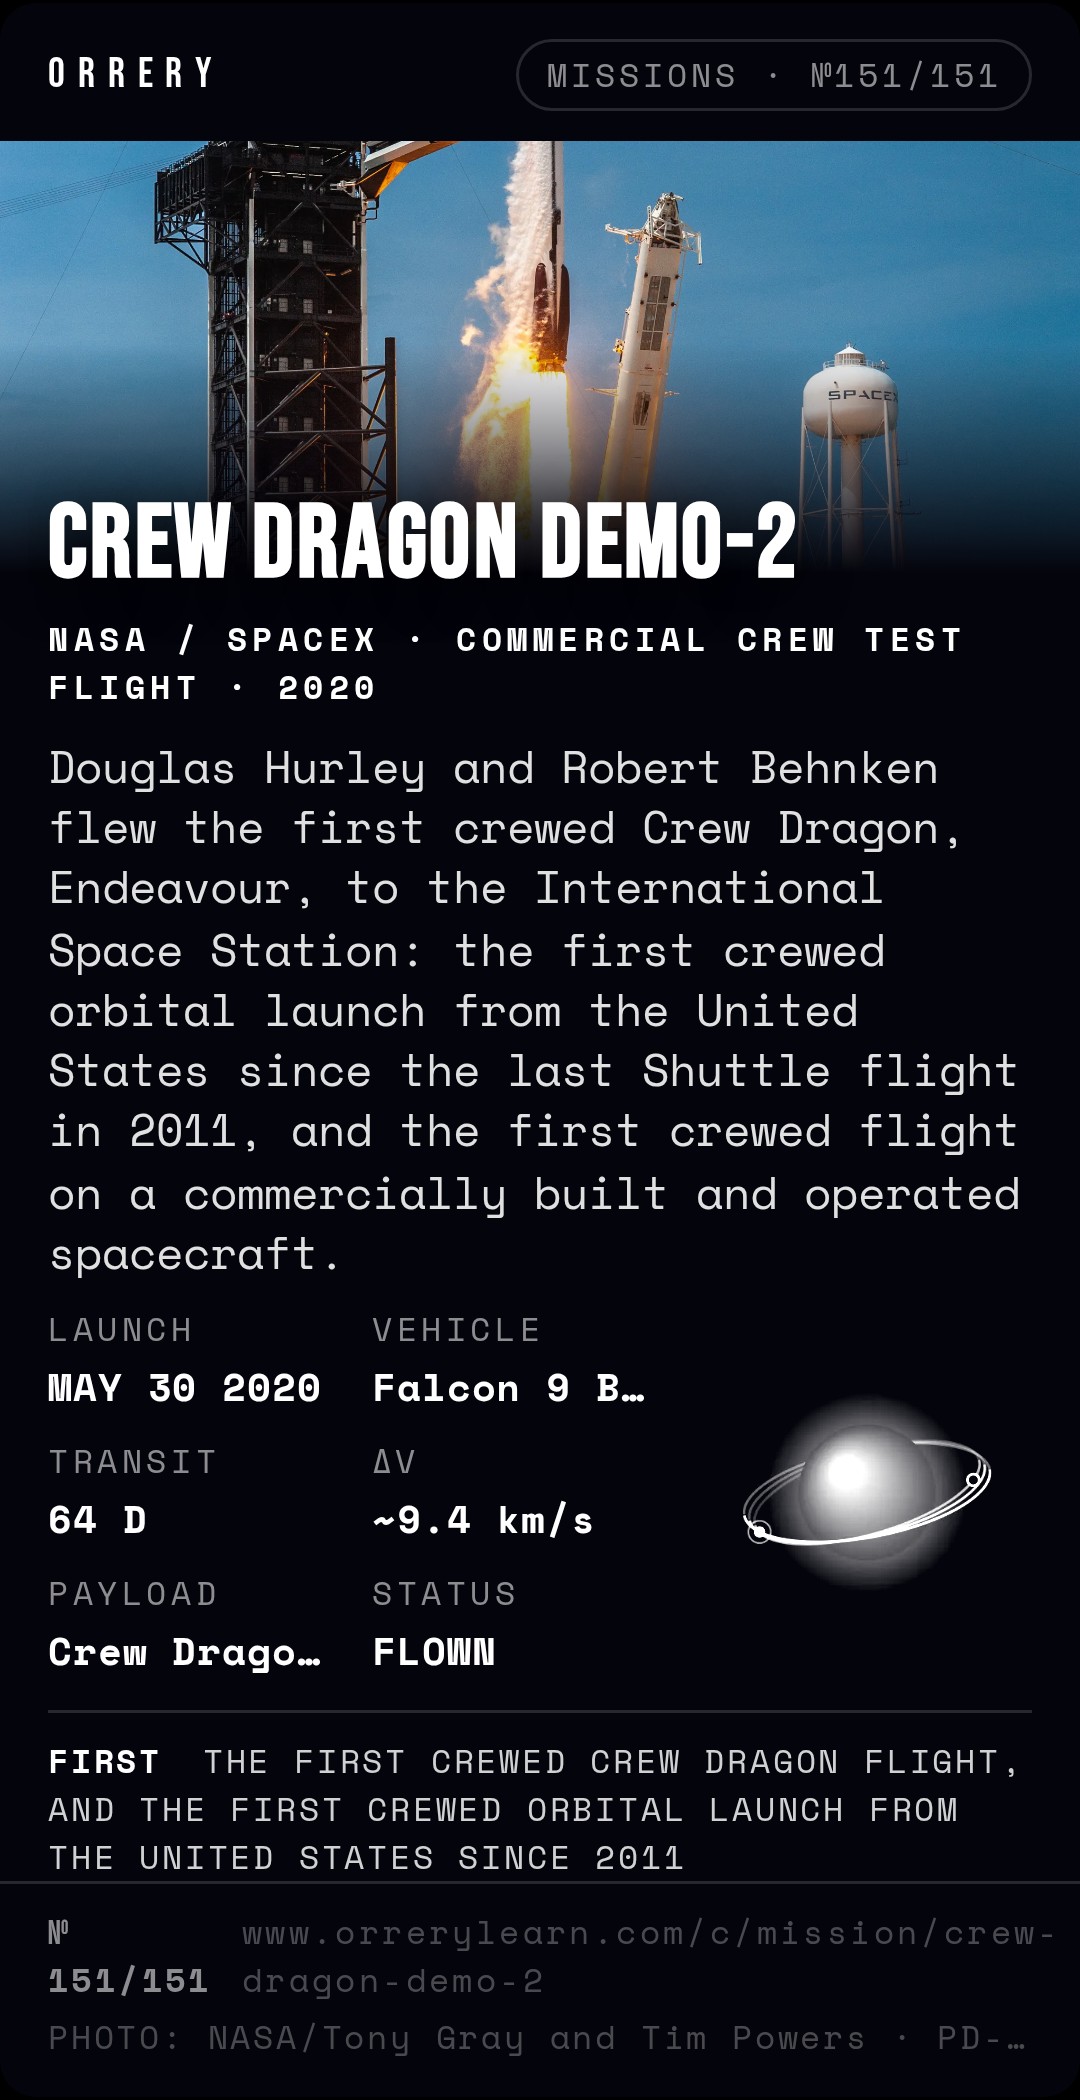 ORRERY
MISSIONS · №151/151
SPACEX
CREW DRAGON DEMO-2
NASA / SPACEX · COMMERCIAL CREW TEST
FLIGHT · 2020
Douglas Hurley and Robert Behnken
flew the first crewed Crew Dragon,
Endeavour, to the International
Space Station: the first crewed
orbital launch from the United
States since the last Shuttle flight
in 2011, and the first crewed flight
on a commercially built and operated
spacecraft.
LAUNCH VEHICLE
MAY 30 2020 Falcon 9 B…
TRANSIT ΔV
64 D ~9.4 km/s
PAYLOAD STATUS
Crew Drago… FLOWN
FIRST THE FIRST CREWED CREW DRAGON FLIGHT,
AND THE FIRST CREWED ORBITAL LAUNCH FROM
THE UNITED STATES SINCE 2011
№ www.orrerylearn.com/c/mission/crew-
151/151 dragon-demo-2
PHOTO: NASA/Tony Gray and Tim Powers · PD-…